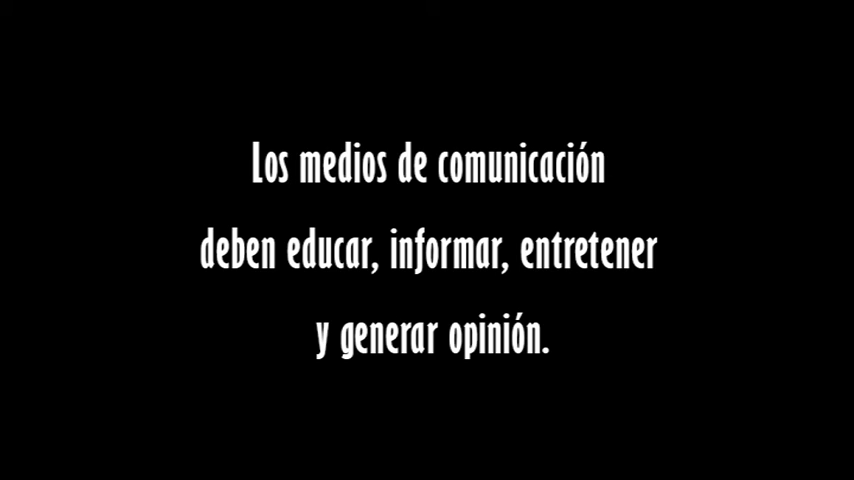 Los medios de comunicación
deben educar, informar, entretener
y generar opinión.